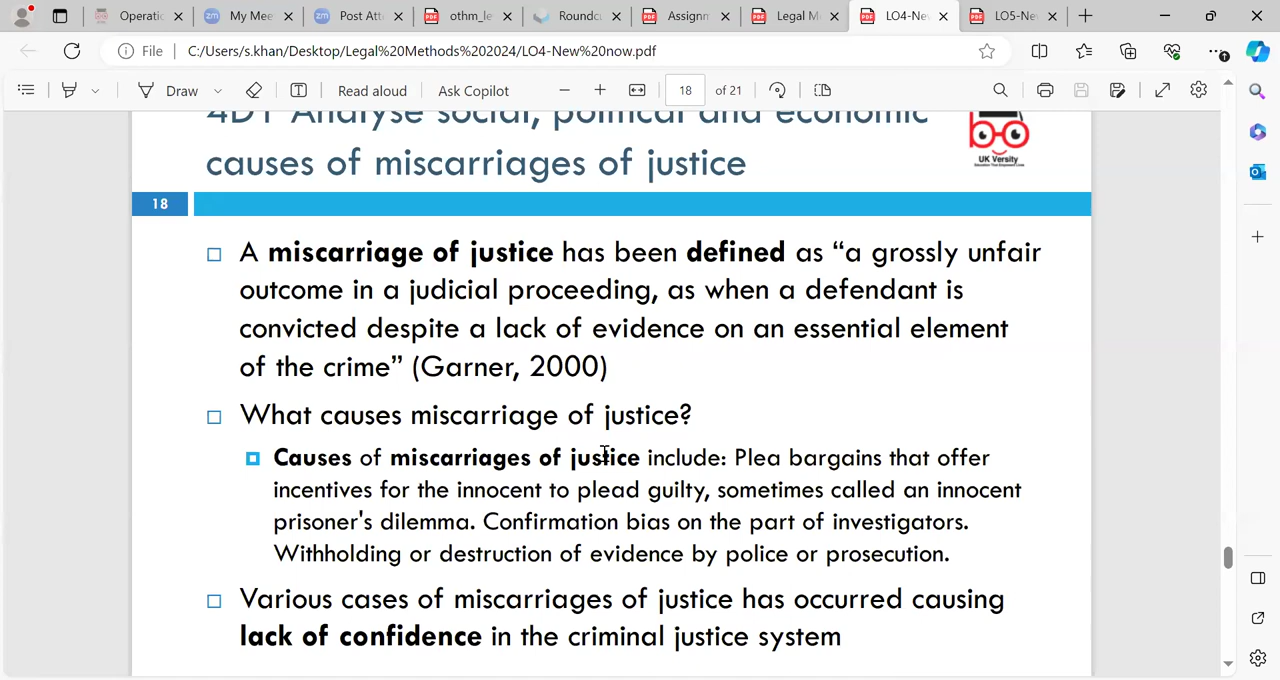 Operatio
My Mee
Post Att
othm_le
Roundcu
Assignm
Legal M
LO4-Ne
LO5-Nev
File
C:/Users/s.khan/Desktop/Legal%20Methods%202024/LO4-New%20now.pdf
Draw
Read aloud
Ask Copilot
18
of 21
4D1 Analyse social, political and economic
causes of miscarriages of justice
UK Versity
18
A miscarriage of justice has been defined as “a grossly unfair
outcome in a judicial proceeding, as when a defendant is
convicted despite a lack of evidence on an essential element
of the crime” (Garner, 2000)
What causes miscarriage of justice?
Causes of miscarriages of justice include: Plea bargains that offer
incentives for the innocent to plead guilty, sometimes called an innocent
prisoner's dilemma. Confirmation bias on the part of investigators.
Withholding or destruction of evidence by police or prosecution.
Various cases of miscarriages of justice has occurred causing
lack of confidence in the criminal justice system